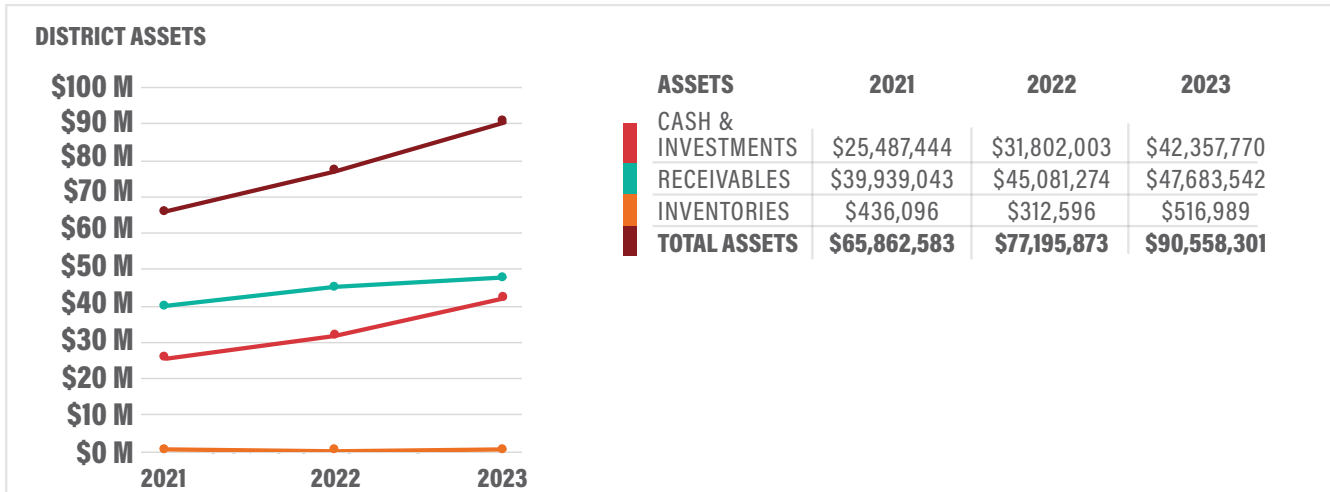 DISTRICT ASSETS
$100 M
$90 M
$80 M
$70 M
$60 M
$50 M
$40 M
$30 M
$20 M
$10 M
$0 M
2021 2022 2023
ASSETS 2021 2022 2023
CASH &
INVESTMENTS $25,487,444 $31,802,003 $42,357,770
RECEIVABLES $39,939,043 $45,081,274 $47,683,542
INVENTORIES $436,096 $312,596 $516,989
TOTAL ASSETS $65,862,583 $77,195,873 $90,558,301